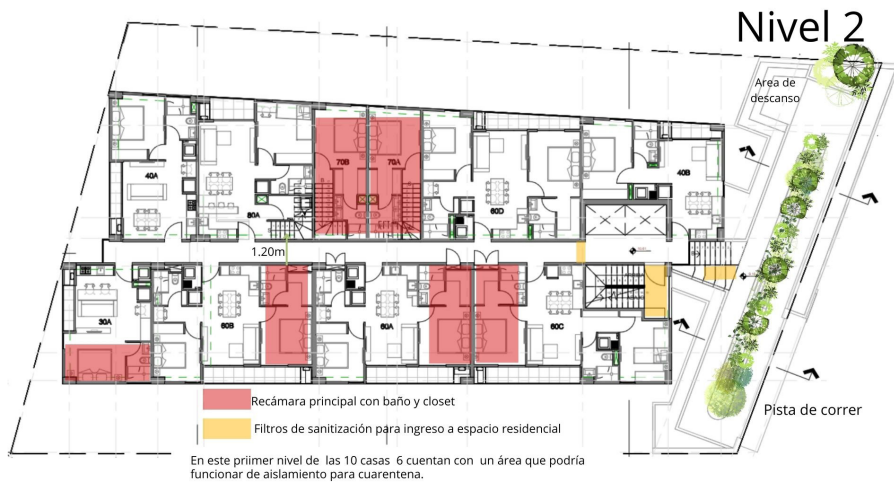 Nivel 2
Area de
descanso
70B
70A
40A
40B
80A
60D
1.20m
30A
60B
60A
60C
Recámara principal con baño y closet
Pista de correr
Filtros de sanitización para ingreso a espacio residencial
En este priimer nivel de las 10 casas 6 cuentan con un área que podría
funcionar de aislamiento para cuarentena.